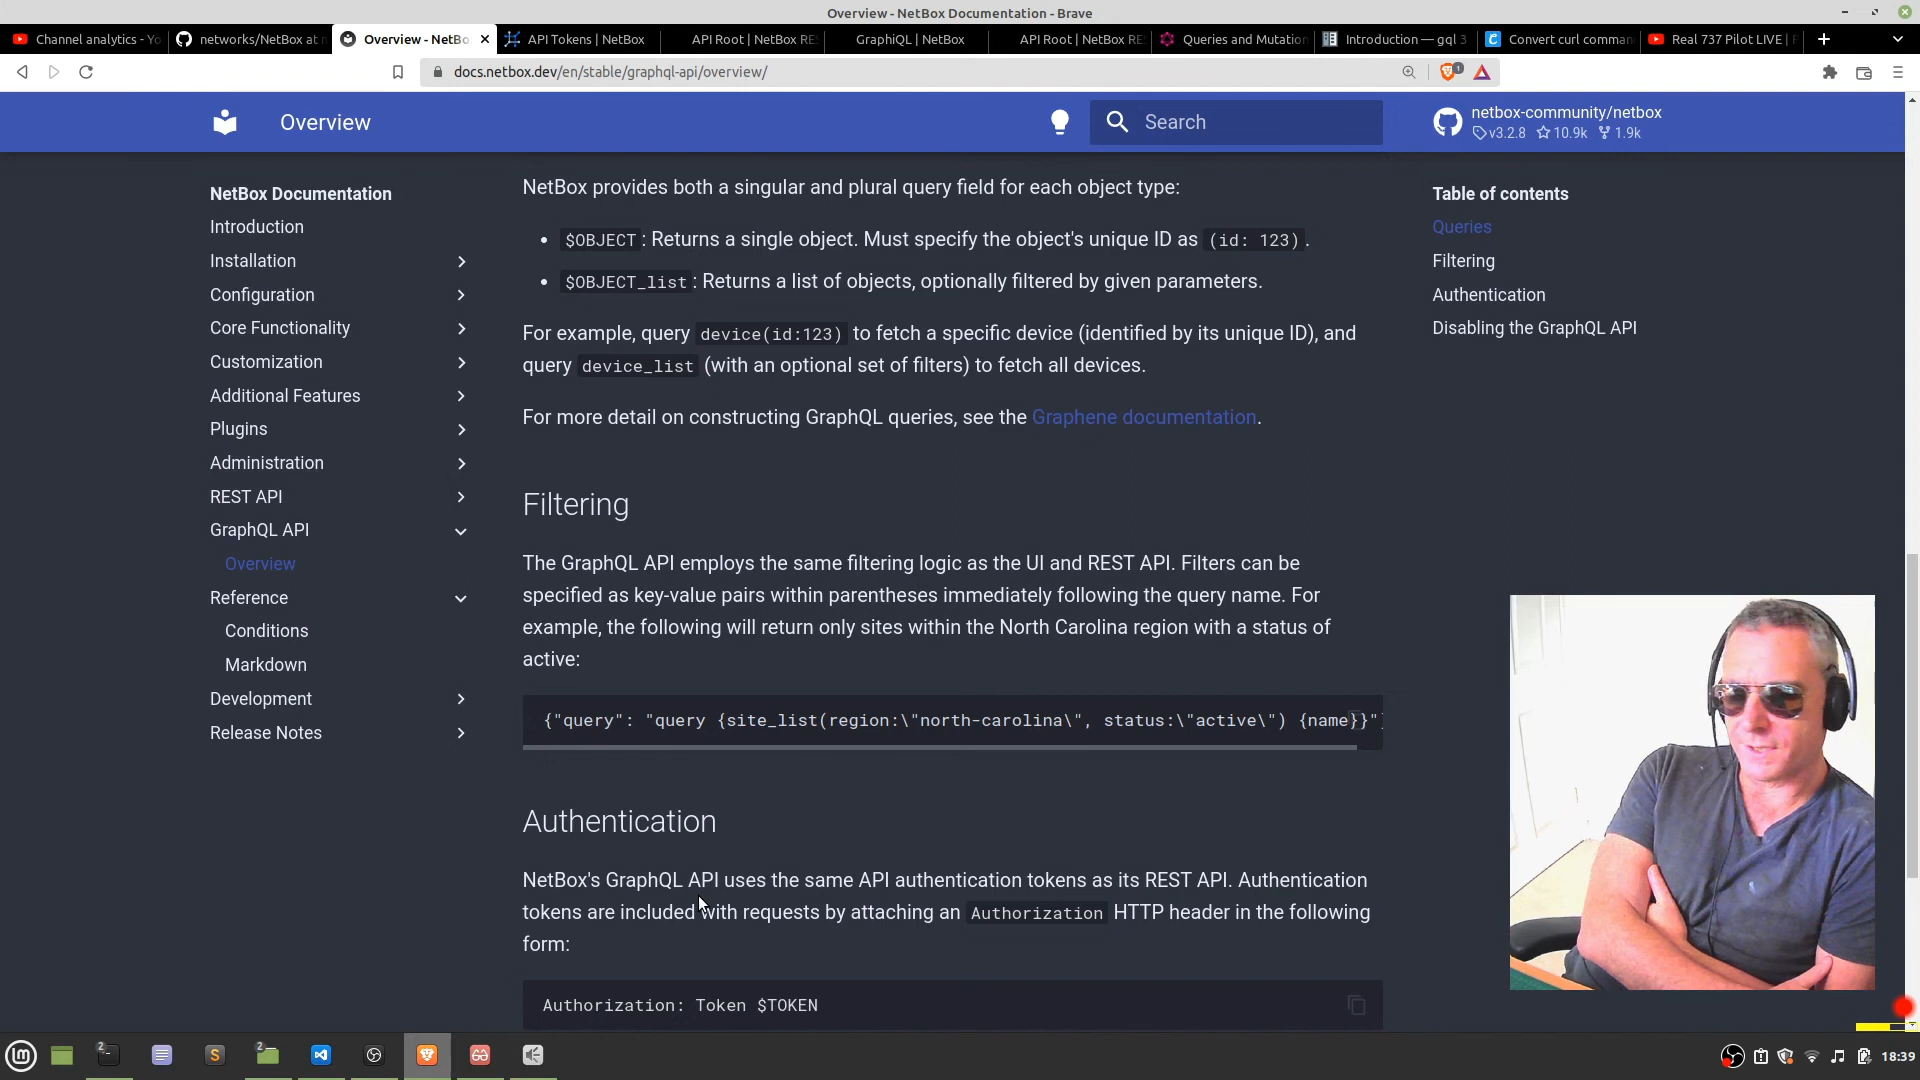 Overview - NetBox Documentation - Brave
Channel analytics - Yo
networks/NetBox at m
Overview - NetBo
API Tokens | NetBox
API Root | NetBox RE
GraphiQL | NetBox
API Root | NetBox RE
Queries and Mutation
Introduction — gql 3
Convert curl comman
Real 737 Pilot LIVE |
docs.netbox.dev/en/stable/graphql-api/overview/
1
Overview
Search
netbox-community/netbox
v3.2.8 10.9k 1.9k
NetBox Documentation
Introduction
Installation
Configuration
Core Functionality
Customization
Additional Features
Plugins
Administration
REST API
GraphQL API
Overview
Reference
Conditions
Markdown
Development
Release Notes
NetBox provides both a singular and plural query field for each object type:
• $OBJECT: Returns a single object. Must specify the object's unique ID as (id: 123).
• $OBJECT_list: Returns a list of objects, optionally filtered by given parameters.
For example, query device(id:123) to fetch a specific device (identified by its unique ID), and
query device_list (with an optional set of filters) to fetch all devices.
For more detail on constructing GraphQL queries, see the Graphene documentation.
Filtering
The GraphQL API employs the same filtering logic as the UI and REST API. Filters can be
specified as key-value pairs within parentheses immediately following the query name. For
example, the following will return only sites within the North Carolina region with a status of
active:
{"query": "query {site_list(region:\"north-carolina\", status:\"active\") {name}}"}
Authentication
NetBox's GraphQL API uses the same API authentication tokens as its REST API. Authentication
tokens are included with requests by attaching an Authorization HTTP header in the following
form:
Authorization: Token $TOKEN
Table of contents
Queries
Filtering
Authentication
Disabling the GraphQL API
2
2
18:39